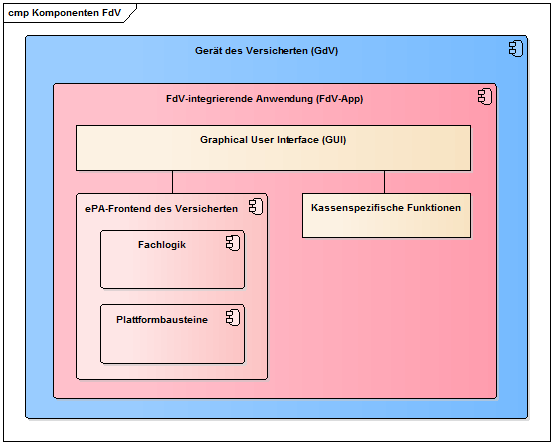 cmp Komponenten FdV
Gerät des Versicherten (GdV)
FdV-integrierende Anwendung (FdV-App)
Graphical User Interface (GUI)
ePA-Frontend des Versicherten
Kassenspezifische Funktionen
Fachlogik
Plattformbausteine